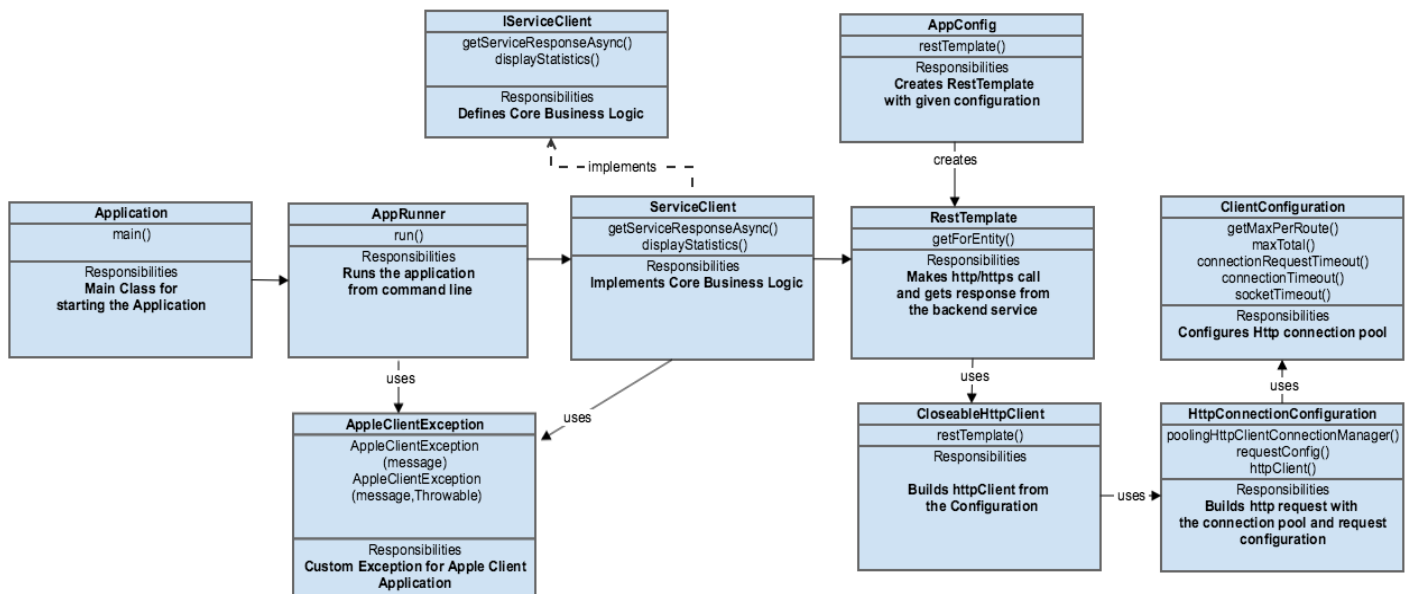 IServiceClient
getServiceResponseAsync()
displayStatistics()
Responsibilities
Defines Core Business Logic
AppConfig
restTemplate()
Responsibilities
Creates RestTemplate
with given configuration
implements
creates
Application
main()
Responsibilities
Main Class for
starting the Application
AppRunner
run()
Responsibilities
Runs the application
from command line
ServiceClient
getServiceResponseAsync()
displayStatistics()
Responsibilities
Implements Core Business Logic
RestTemplate
getForEntity()
Responsibilities
Makes http/https call
and gets response from
the backend service
ClientConfiguration
getMaxPerRoute()
maxTotal()
connectionRequestTimeout()
connectionTimeout()
socketTimeout()
Responsibilities
Configures Http connection pool
uses
uses
uses
uses
AppleClientException
AppleClientException
(message)
AppleClientException
(message,Throwable)
Responsibilities
Custom Exception for Apple Client
Application
CloseableHttpClient
restTemplate()
Responsibilities
Builds httpClient from
the Configuration
uses
HttpConnectionConfiguration
poolingHttpClientConnectionManager()
requestConfig()
httpClient()
Responsibilities
Builds http request with
the connection pool and request
configuration